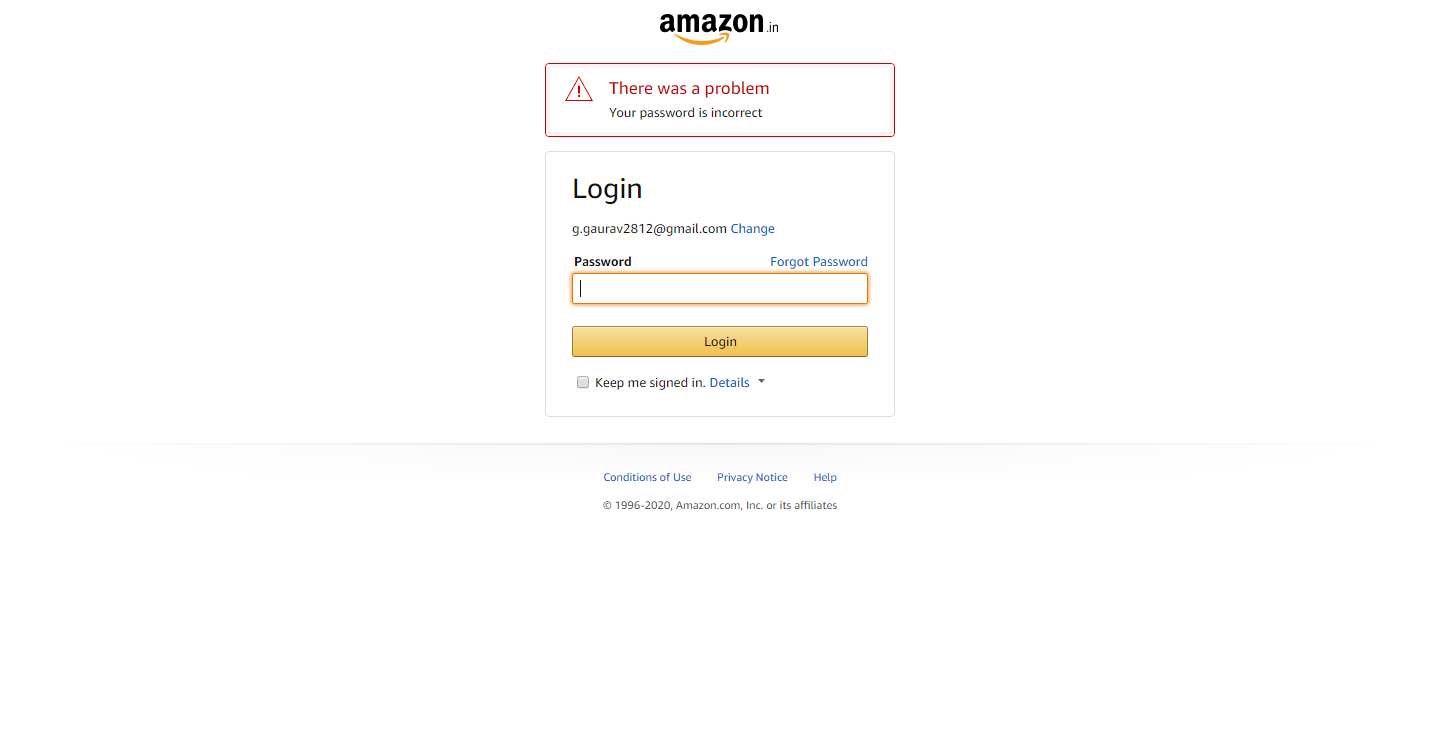 amazon.in
There was a problem
Your password is incorrect
Login
g.gaurav2812@gmail.com Change
Password Forgot Password
Login
Keep me signed in. Details
Conditions of Use Privacy Notice Help
© 1996-2020, Amazon.com, Inc. or its affiliates